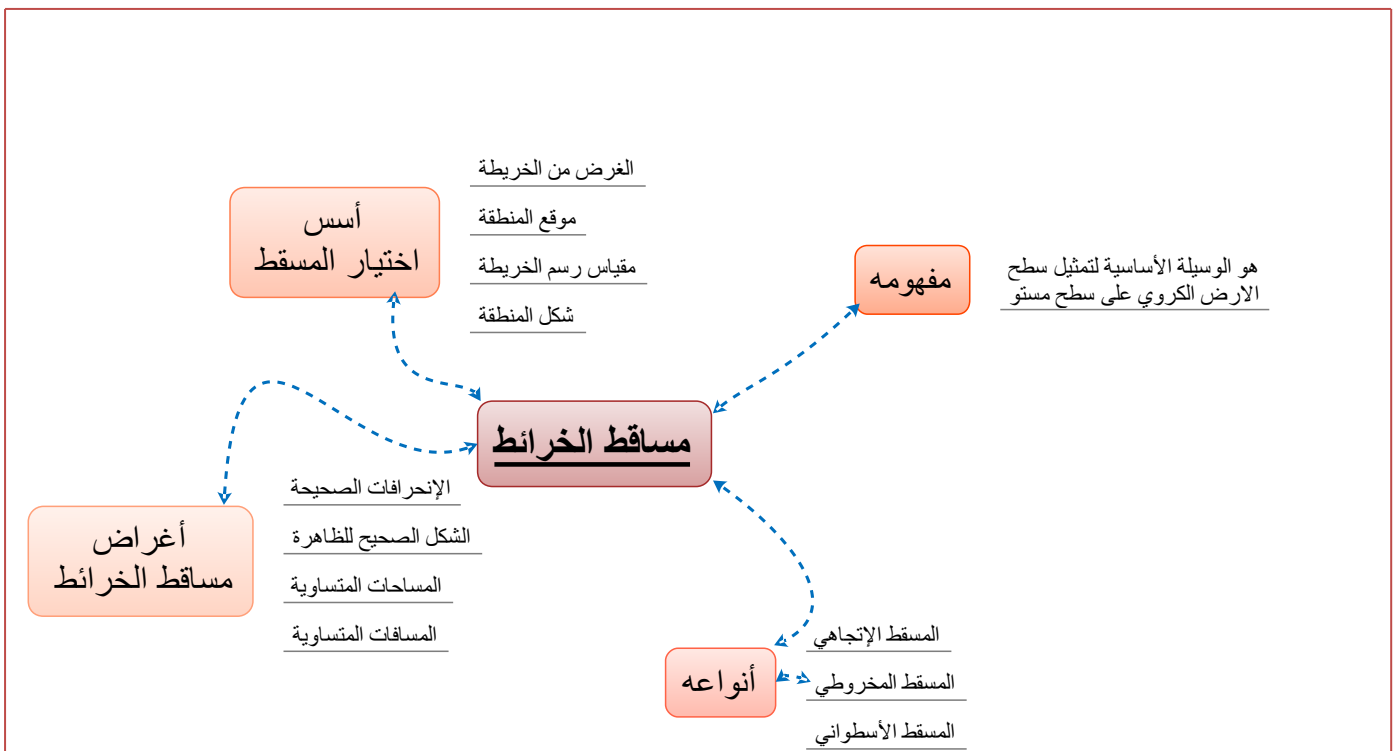 مساقط الخرائط
مفهومه
هو الوسيلة الأساسية لتمثيل سطح
الارض الكروي على سطح مستو
أنواعه
المسقط الإتجاهي
المسقط المخروطي
المسقط الأسطواني
أسس
اختيار المسقط
الغرض من الخريطة
موقع المنطقة
مقياس رسم الخريطة
شكل المنطقة
أغراض
مساقط الخرائط
الإنحرافات الصحيحة
الشكل الصحيح للظاهرة
المساحات المتساوية
المسافات المتساوية